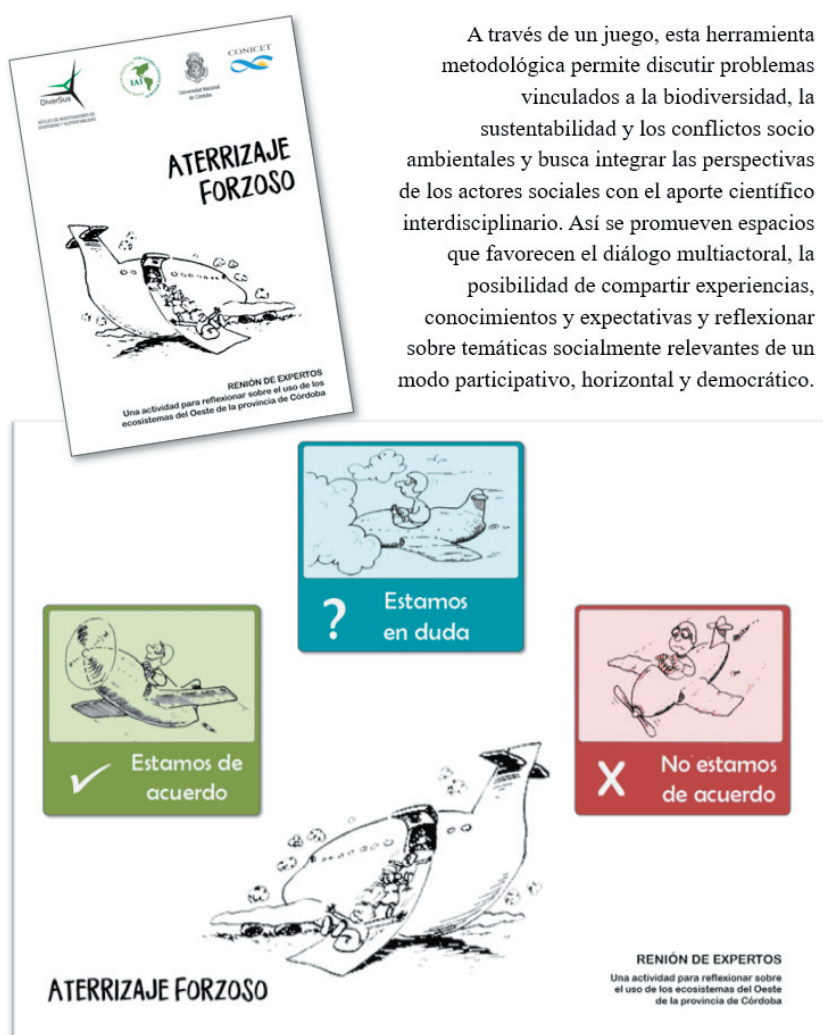 DiverSus
NÚCLEO DE INVESTIGACIONES EN
DIVERSIDAD Y SUSTENTABILIDAD
IAI
Universidad Nacional
de Córdoba
CONICET
ATERRIZAJE
FORZOSO
RENIÓN DE EXPERTOS
Una actividad para reflexionar sobre el uso de los
ecosistemas del Oeste de la provincia de Córdoba
A través de un juego, esta herramienta
metodológica permite discutir problemas
vinculados a la biodiversidad, la
sustentabilidad y los conflictos socio
ambientales y busca integrar las perspectivas
de los actores sociales con el aporte científico
interdisciplinario. Así se promueven espacios
que favorecen el diálogo multiactoral, la
posibilidad de compartir experiencias,
conocimientos y expectativas y reflexionar
sobre temáticas socialmente relevantes de un
modo participativo, horizontal y democrático.
? Estamos
en duda
Estamos de
acuerdo
X No estamos
de acuerdo
ATERRIZAJE FORZOSO
RENIÓN DE EXPERTOS
Una actividad para reflexionar sobre
el uso de los ecosistemas del Oeste
de la provincia de Córdoba